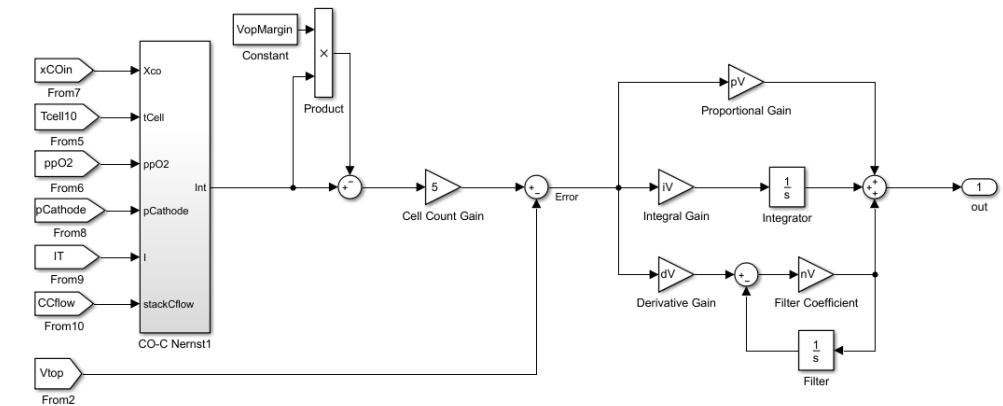 VopMargin
Constant
×
Product
xCOin
From7
Tcell10
From5
ppO2
From6
pCathode
From8
IT
From9
CCflow
From10
Xco
tCell
ppO2
pCathode
I
stackCflow
Int
CO-C Nernst1
Vtop
From2
+
−
5
Cell Count Gain
+
−
Error
pV
Proportional Gain
iV
Integral Gain
1
s
Integrator
dV
Derivative Gain
+
−
nV
Filter Coefficient
1
s
Filter
+
+
+
1
out